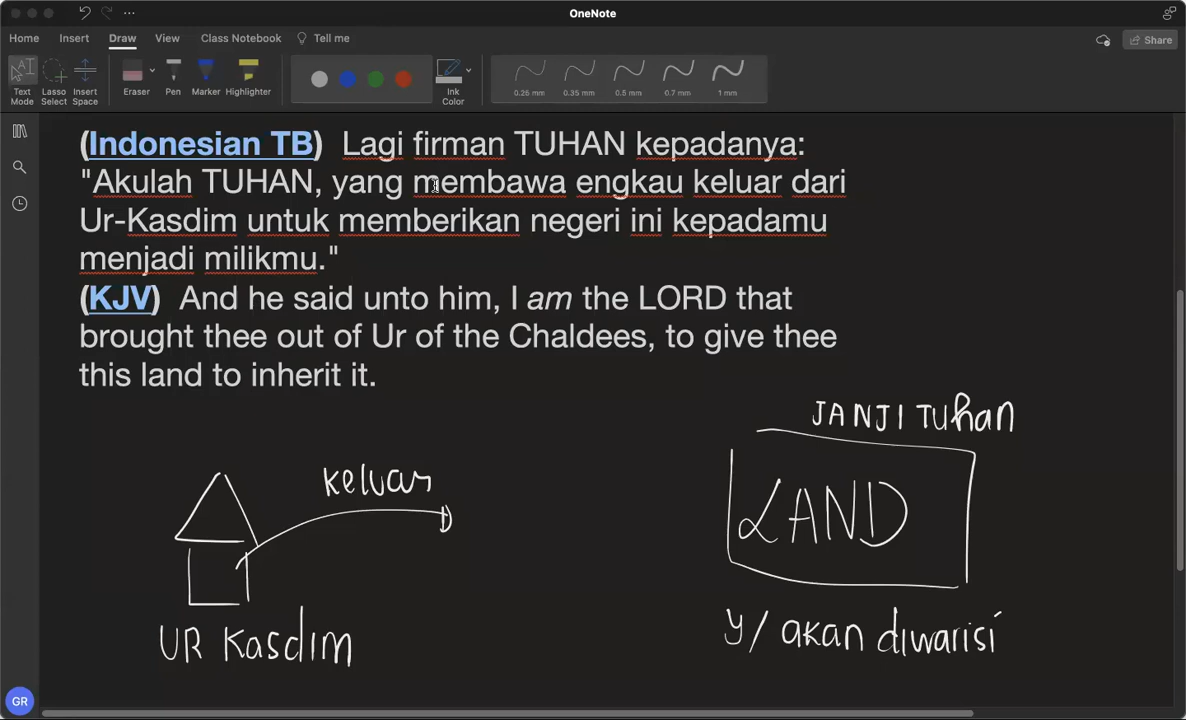 OneNote
Home Insert Draw View Class Notebook Tell me
Share
Text Mode
Lasso Select
Insert Space
Eraser
Pen
Marker
Highlighter
Ink Color
0.25 mm 0.35 mm 0.5 mm 0.7 mm 1 mm
(Indonesian TB) Lagi firman TUHAN kepadanya:
"Akulah TUHAN, yang membawa engkau keluar dari
Ur-Kasdim untuk memberikan negeri ini kepadamu
menjadi milikmu."
(KJV) And he said unto him, I am the LORD that
brought thee out of Ur of the Chaldees, to give thee
this land to inherit it.
JANJI TUhan
keluar
LAND
UR Kasdim
y/ akan diwarisi
GR